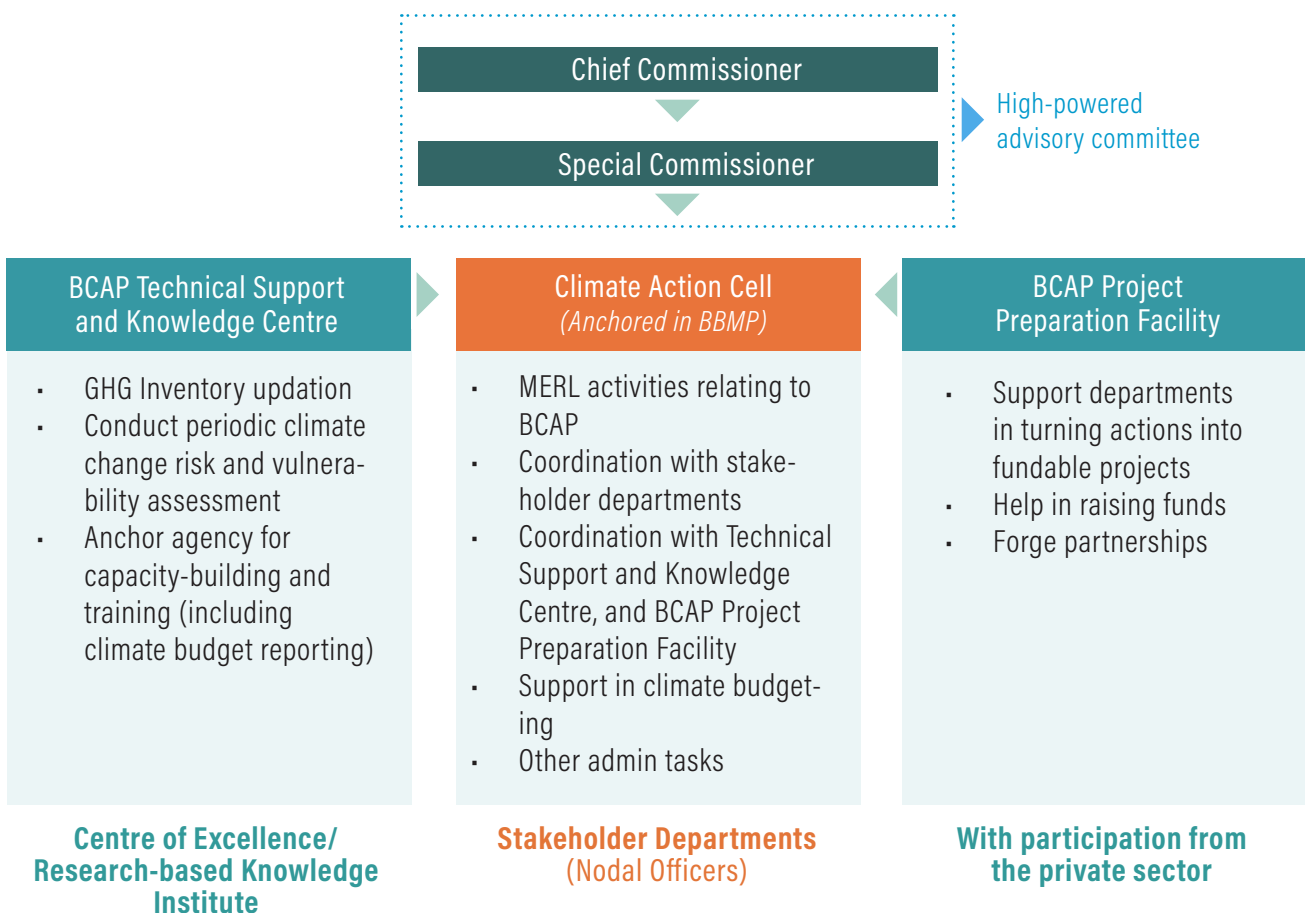 Chief Commissioner
Special Commissioner
High-powered
advisory committee
BCAP Technical Support
and Knowledge Centre
▪ GHG Inventory updation
▪ Conduct periodic climate
change risk and vulnera-
bility assessment
▪ Anchor agency for
capacity-building and
training (including
climate budget reporting)
Centre of Excellence/
Research-based Knowledge
Institute
Climate Action Cell
(Anchored in BBMP)
▪ MERL activities relating to
BCAP
▪ Coordination with stake-
holder departments
▪ Coordination with Technical
Support and Knowledge
Centre, and BCAP Project
Preparation Facility
▪ Support in climate budget-
ing
▪ Other admin tasks
Stakeholder Departments
(Nodal Officers)
BCAP Project
Preparation Facility
▪ Support departments
in turning actions into
fundable projects
▪ Help in raising funds
▪ Forge partnerships
With participation from
the private sector